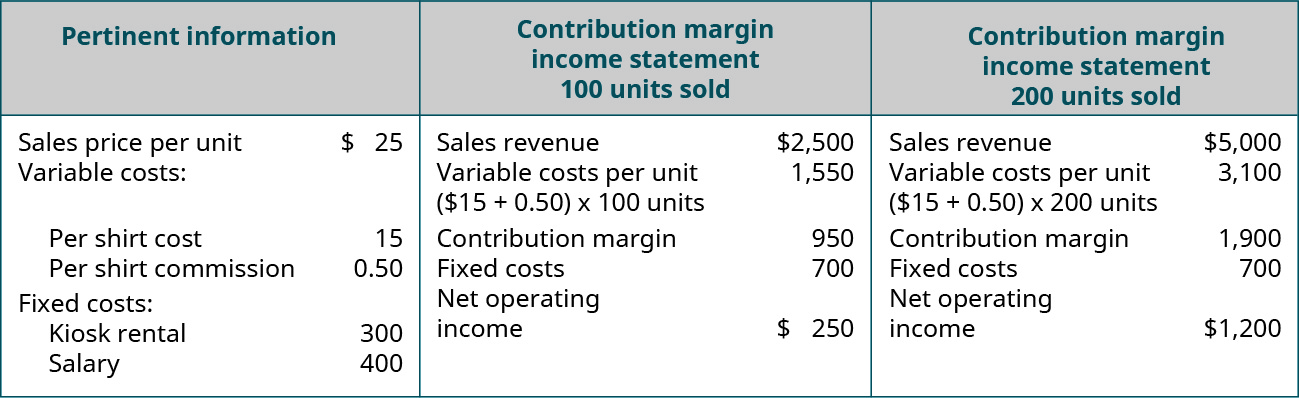 Pertinent information
Sales price per unit $ 25
Variable costs:
Per shirt cost 15
Per shirt commission 0.50
Fixed costs:
Kiosk rental 300
Salary 400
Contribution margin
income statement
100 units sold
Sales revenue $2,500
Variable costs per unit 1,550
($15 + 0.50) x 100 units
Contribution margin 950
Fixed costs 700
Net operating
income $ 250
Contribution margin
income statement
200 units sold
Sales revenue $5,000
Variable costs per unit 3,100
($15 + 0.50) x 200 units
Contribution margin 1,900
Fixed costs 700
Net operating
income $1,200